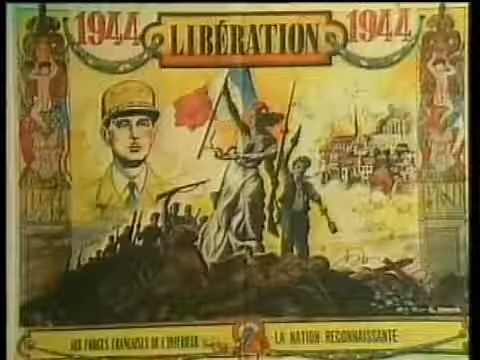 1944 LIBÉRATION 1944
AUX FORCES FRANÇAISES DE L'INTÉRIEUR LA NATION RECONNAISSANTE